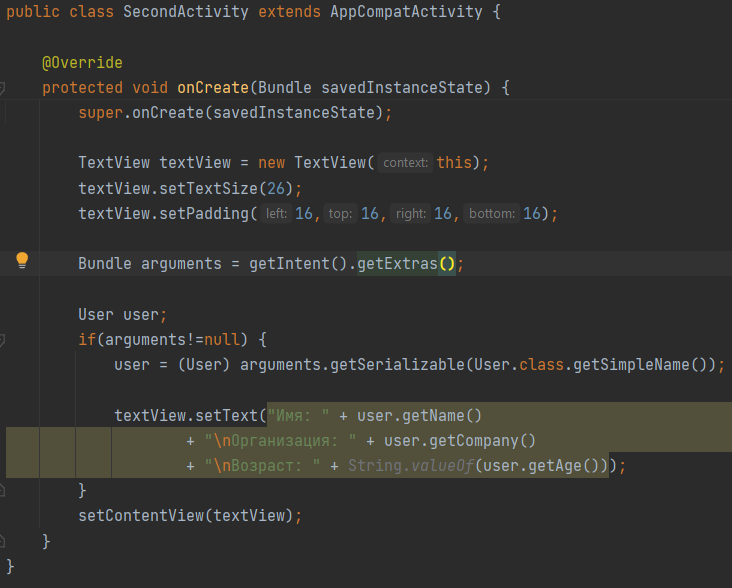 public class SecondActivity extends AppCompatActivity {
@Override
protected void onCreate(Bundle savedInstanceState) {
super.onCreate(savedInstanceState);
TextView textView = new TextView( context: this);
textView.setTextSize(26);
textView.setPadding( left: 16, top: 16, right: 16, bottom: 16);
Bundle arguments = getIntent().getExtras();
User user;
if(arguments!=null) {
user = (User) arguments.getSerializable(User.class.getSimpleName());
textView.setText("Имя: " + user.getName()
+ "\nОрганизация: " + user.getCompany()
+ "\nВозраст: " + String.valueOf(user.getAge()));
}
setContentView(textView);
}
}